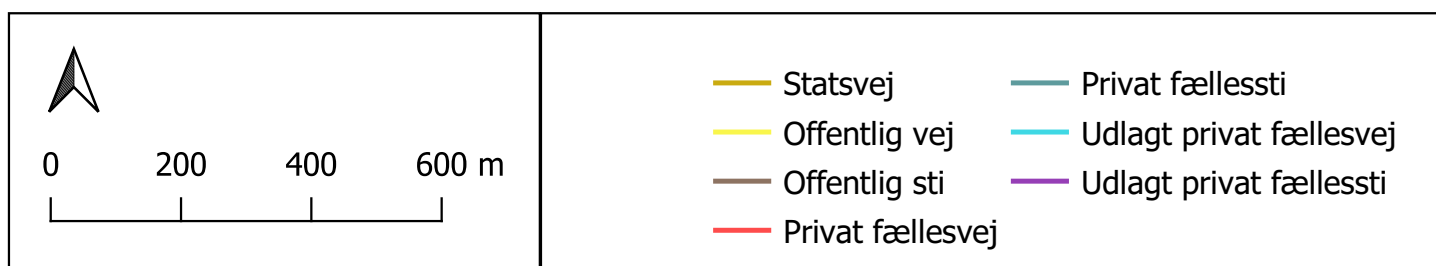 0 200 400 600 m
Statsvej
Offentlig vej
Offentlig sti
Privat fællesvej
Privat fællessti
Udlagt privat fællesvej
Udlagt privat fællessti